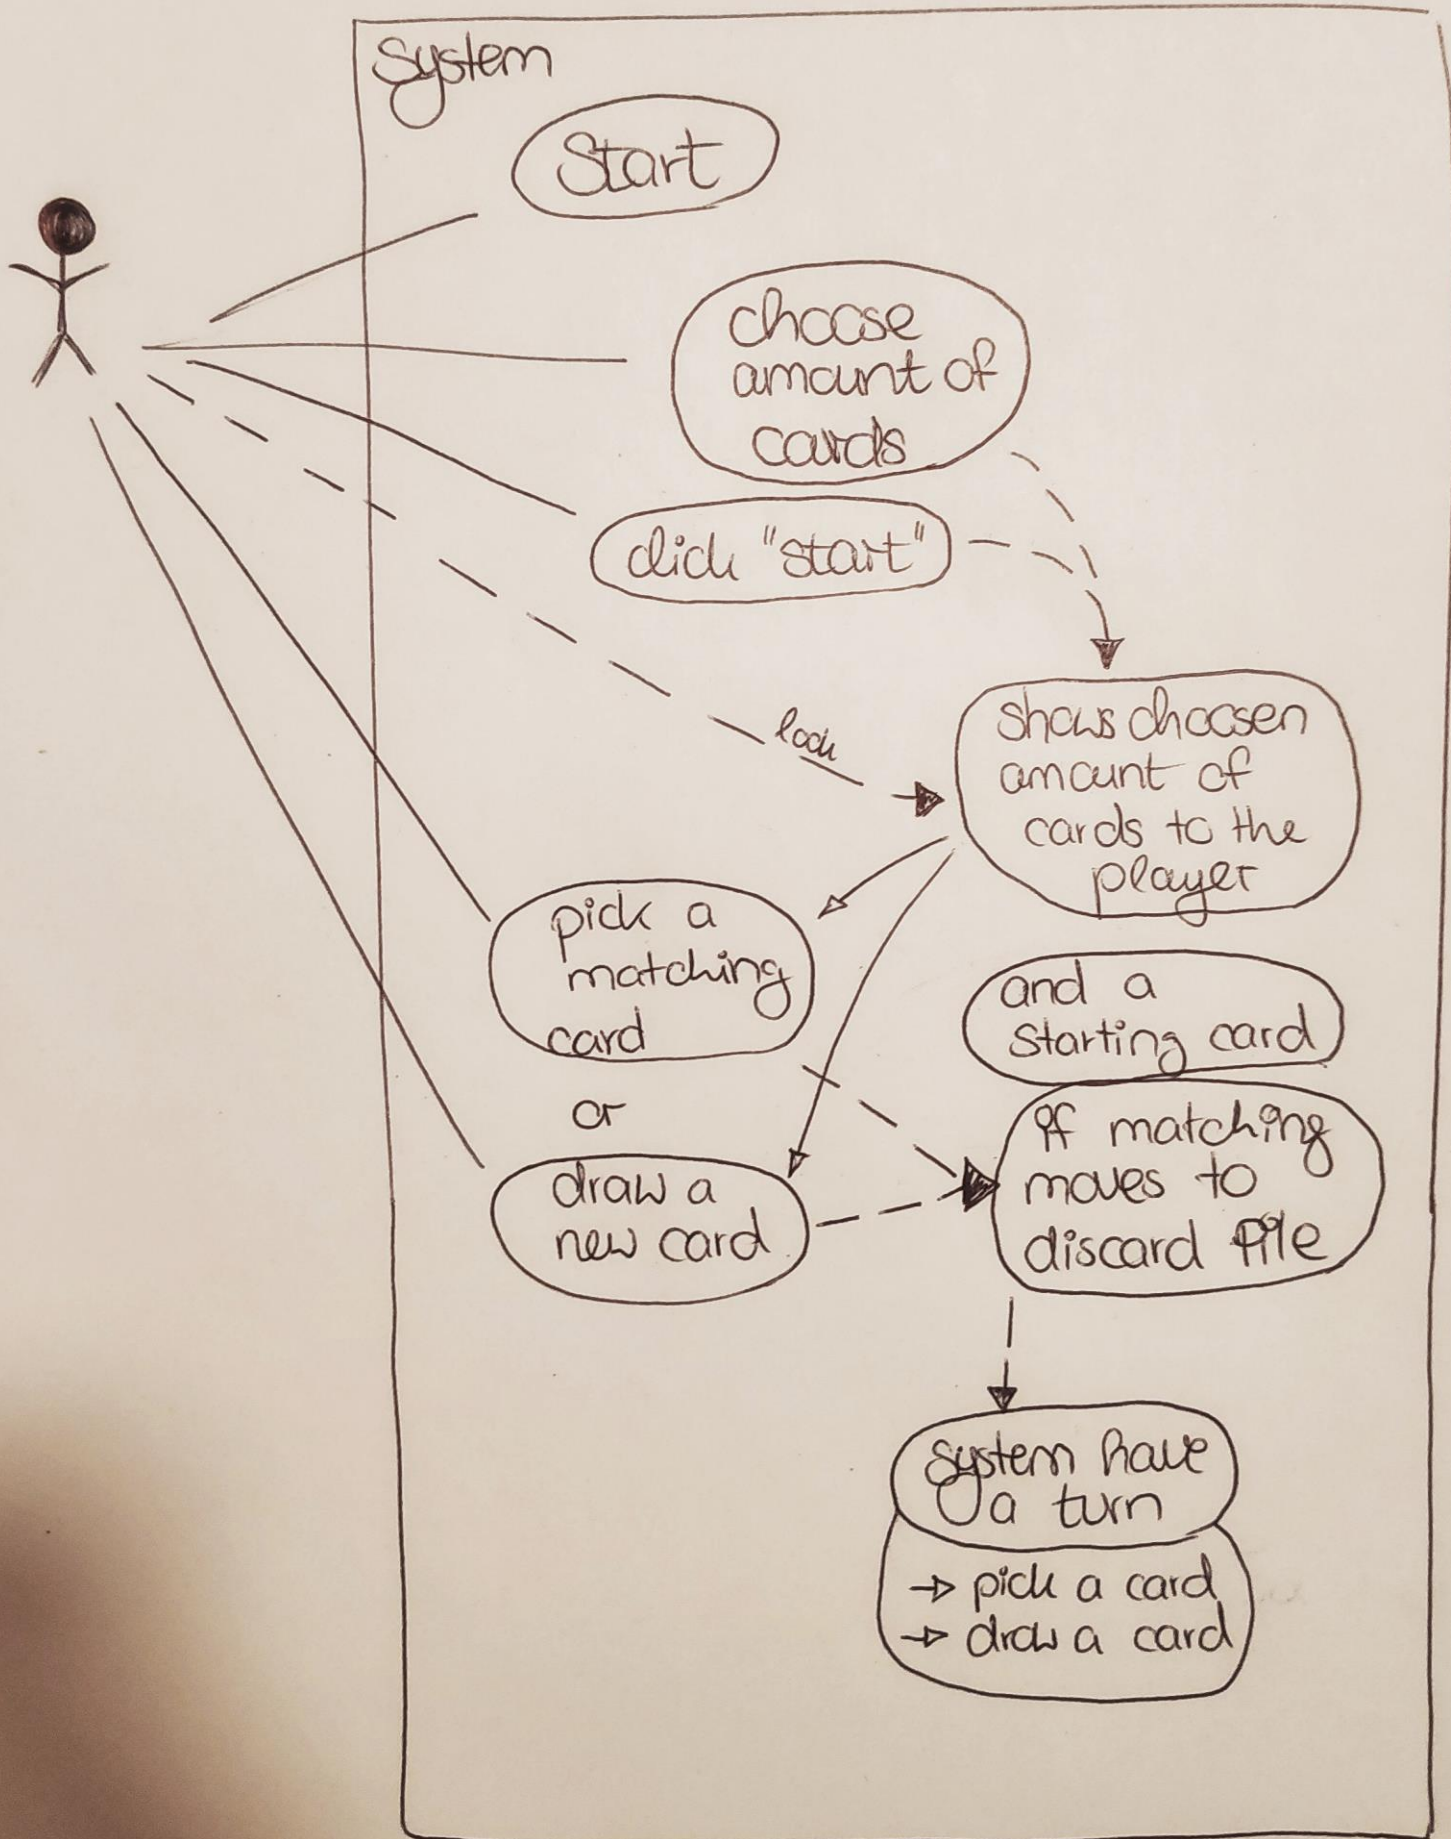 System
Start
choose
amount of
cards
click "start"
look
shows choosen
amount of
cards to the
player
pick a
matching
card
or
draw a
new card
and a
starting card
if matching
moves to
discard pile
system have
a turn
→ pick a card
→ draw a card